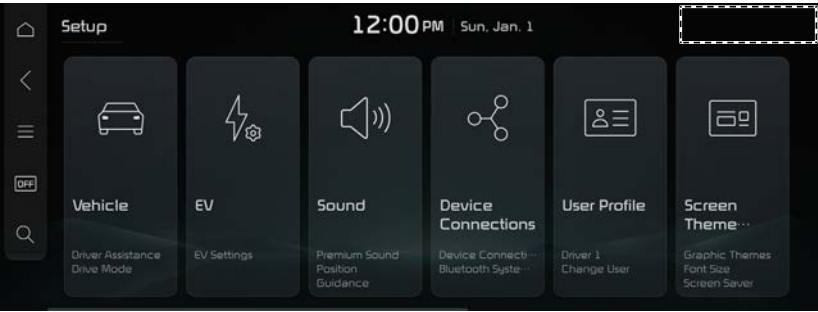 Setup
12:00 PM Sun, Jan. 1
OFF
Vehicle
Driver Assistance
Drive Mode
EV
EV Settings
Sound
Premium Sound
Position
Guidance
Device
Connections
Device Connecti···
Bluetooth Syste···
User Profile
Driver 1
Change User
Screen
Theme···
Graphic Themes
Font Size
Screen Saver